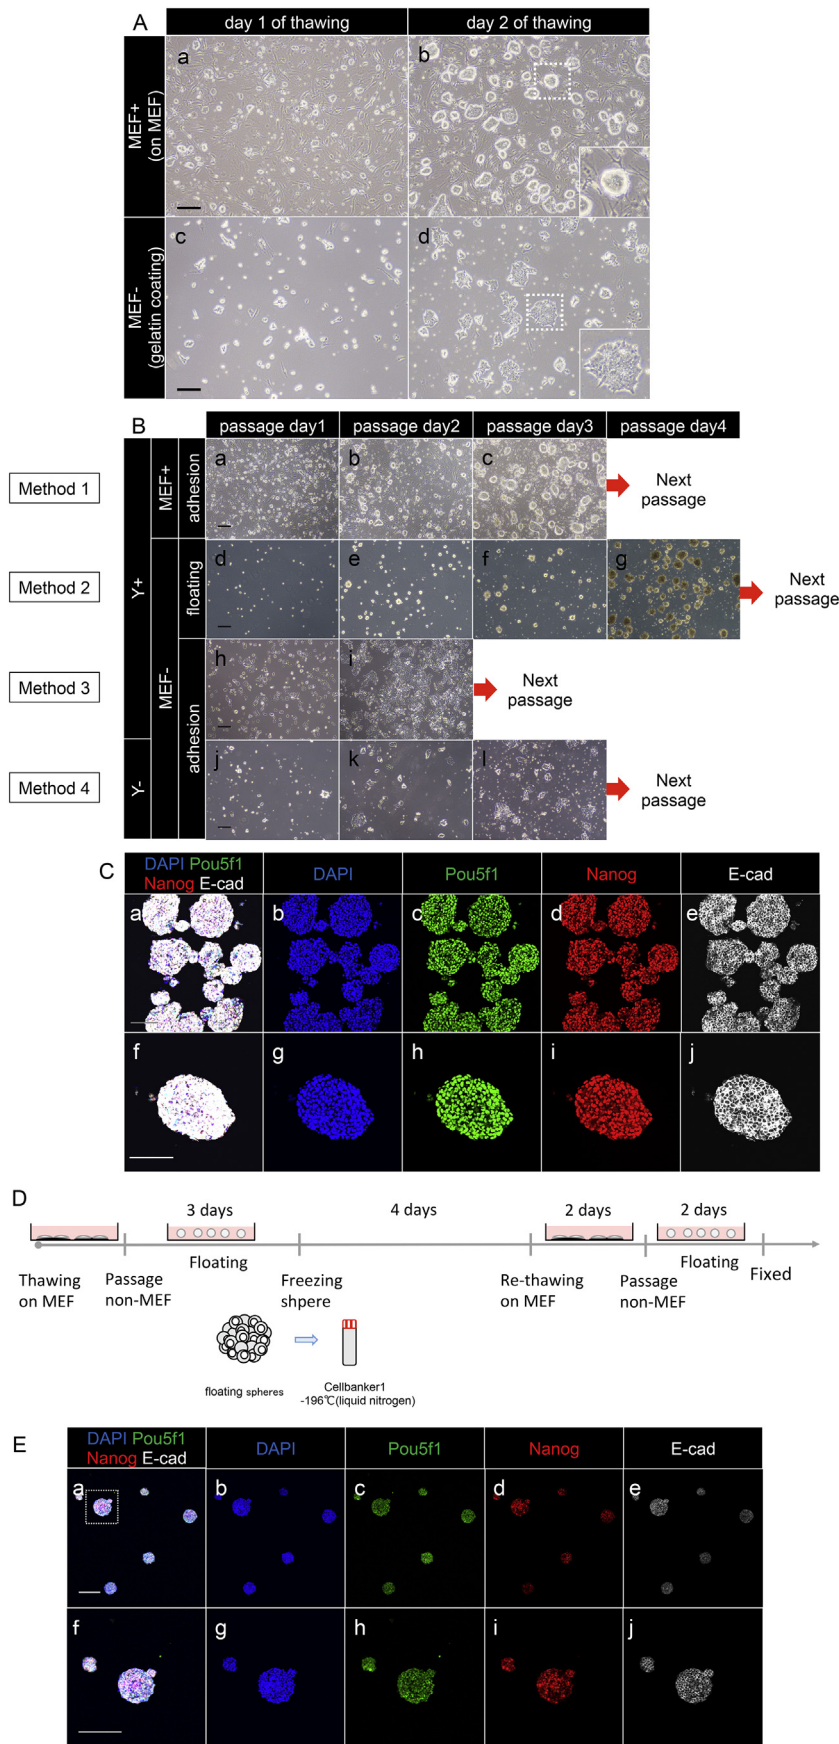 A
day 1 of thawing
day 2 of thawing
MEF+
(on MEF)
a
b
MEF-
(gelatin coating)
c
d
B
passage day1
passage day2
passage day3
passage day4
Method 1
MEF+
adhesion
a
b
c
Next
passage
Method 2
Y+
floating
d
e
f
g
Next
passage
Method 3
MEF-
adhesion
h
i
Next
passage
Method 4
Y-
j
k
l
Next
passage
C
DAPI Pou5f1
Nanog E-cad
DAPI
Pou5f1
Nanog
E-cad
a
b
c
d
e
f
g
h
i
j
D
3 days
4 days
2 days
2 days
Floating
Floating
Thawing
on MEF
Passage
non-MEF
Freezing
shpere
Re-thawing
on MEF
Passage
non-MEF
Fixed
floating spheres
Cellbanker1
-196℃(liquid nitrogen)
E
DAPI Pou5f1
Nanog E-cad
DAPI
Pou5f1
Nanog
E-cad
a
b
c
d
e
f
g
h
i
j